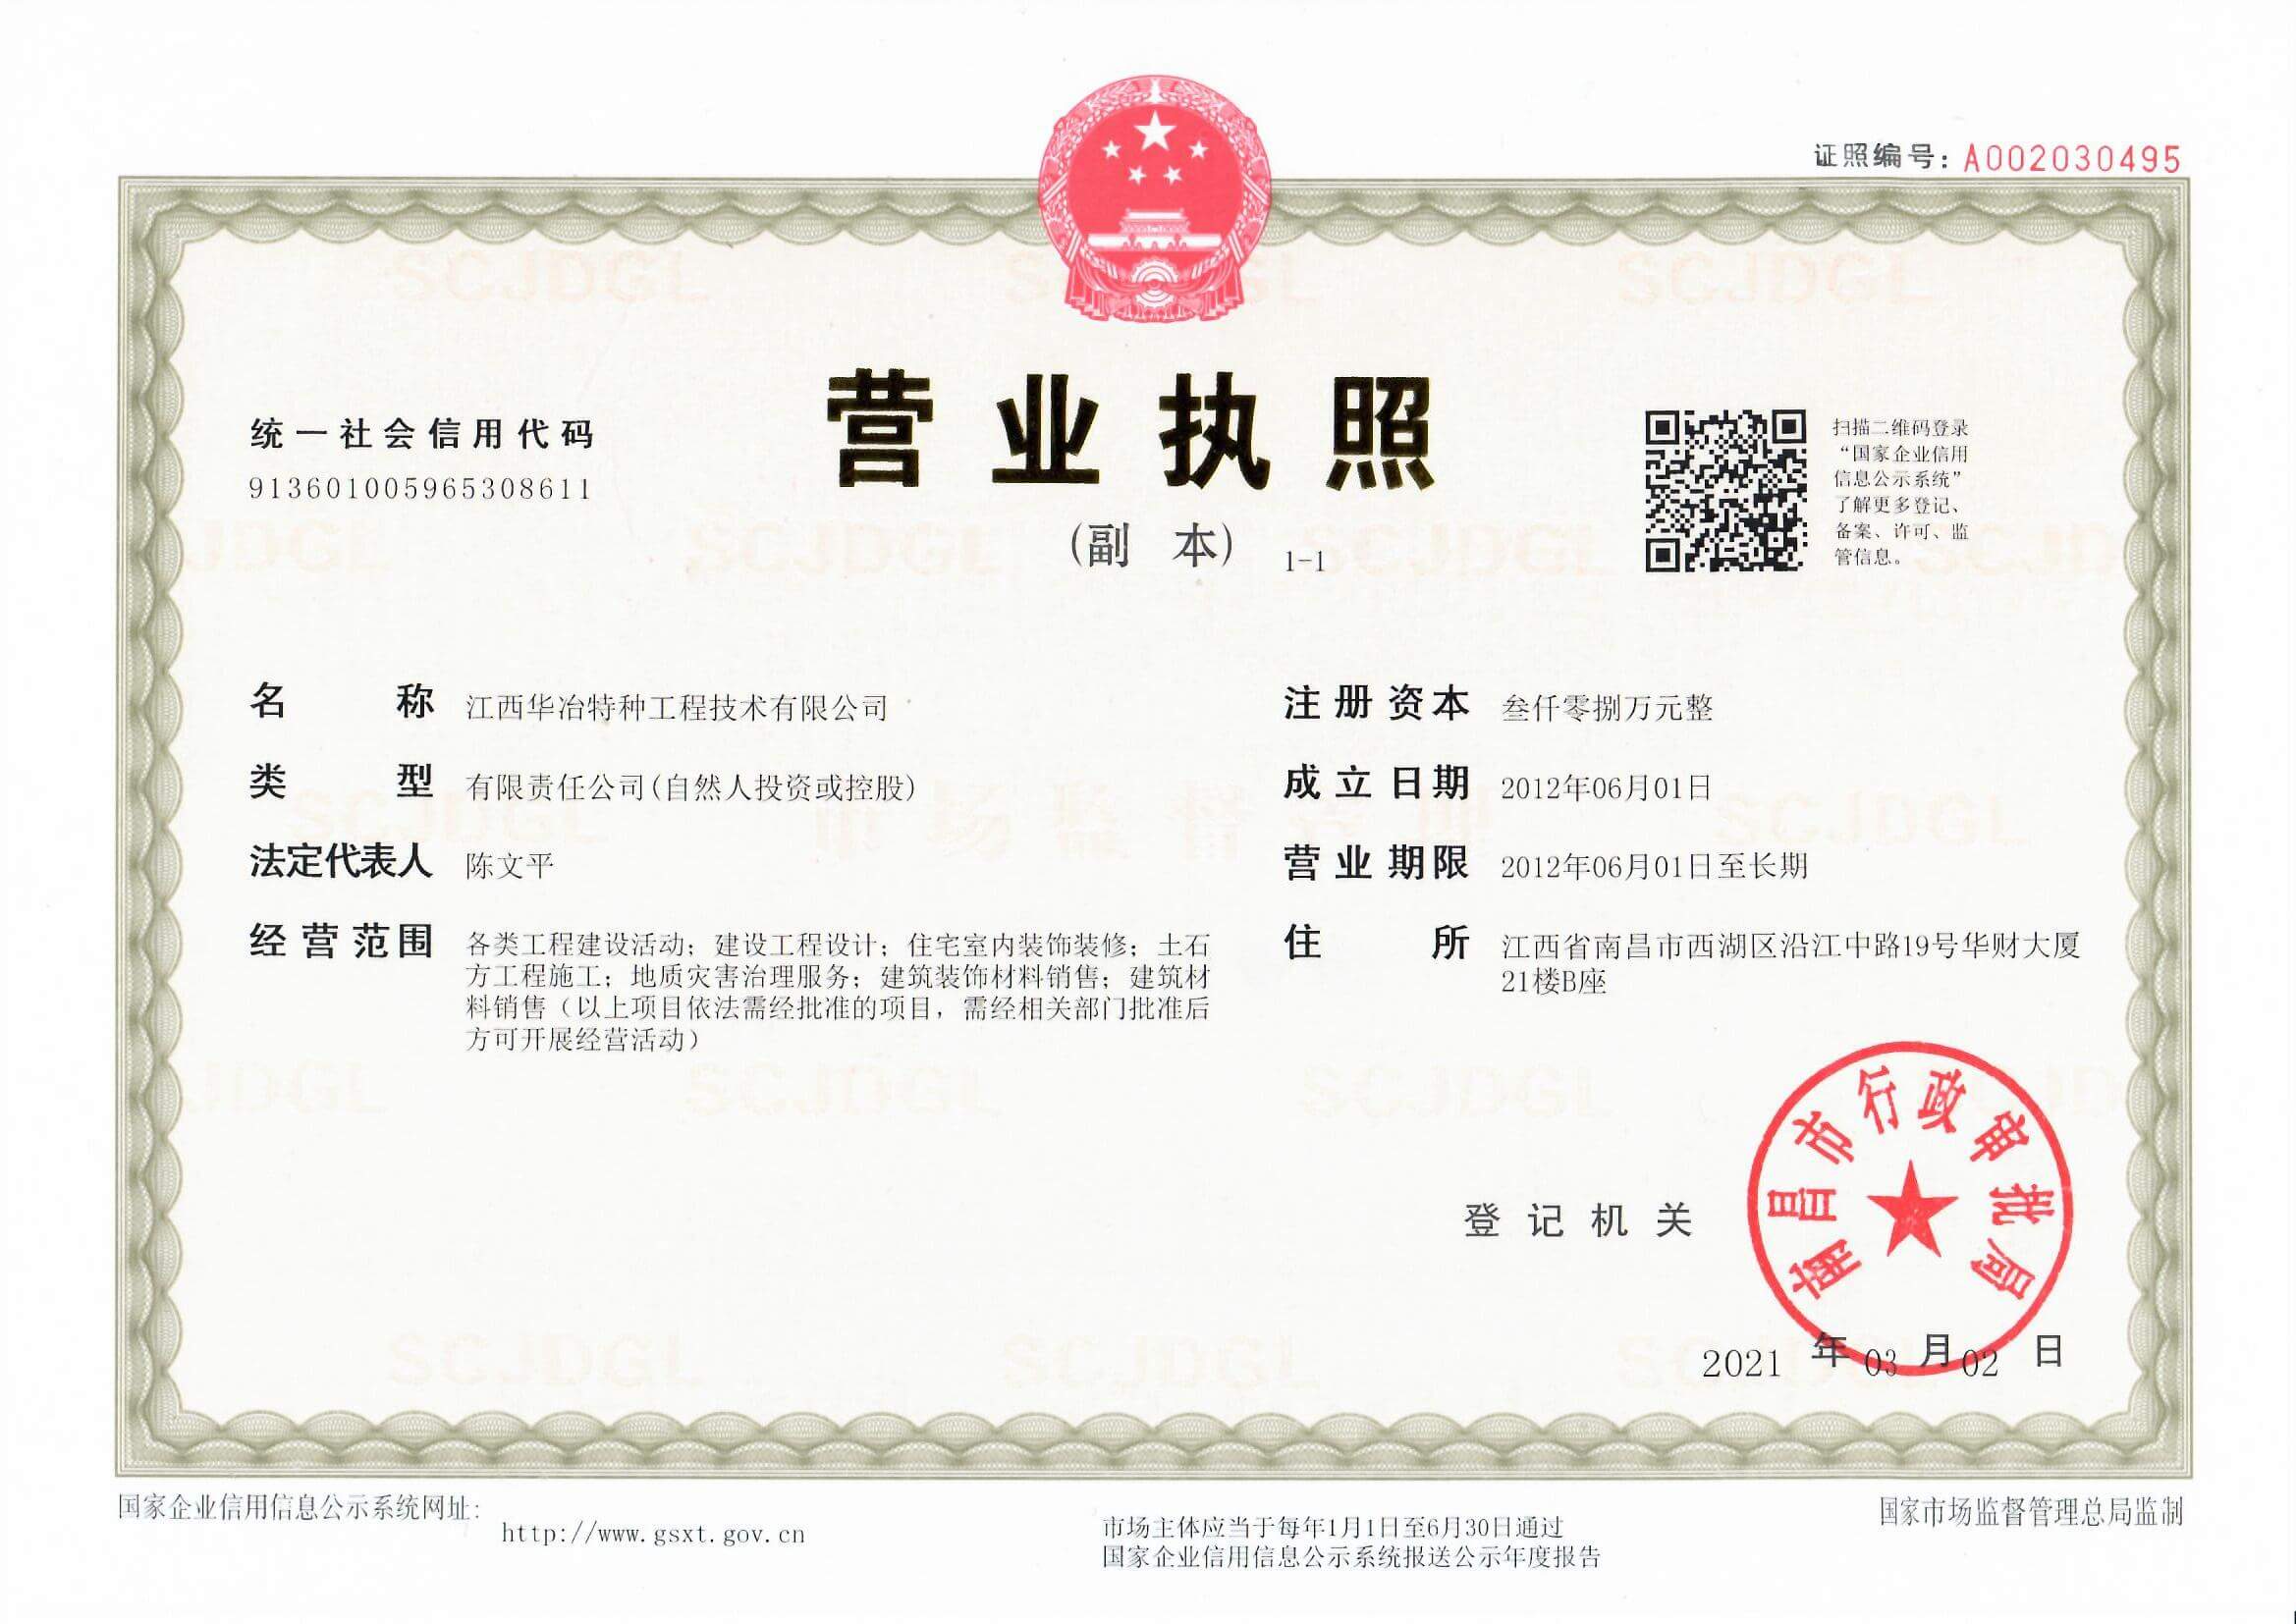 证照编号：A002030495
营业执照
（副 本） 1-1
统一社会信用代码
913601005965308611
扫描二维码登录
“国家企业信用
信息公示系统”
了解更多登记、
备案、许可、监
管信息。
名称 江西华冶特种工程技术有限公司
类型 有限责任公司(自然人投资或控股)
法定代表人 陈文平
经营范围 各类工程建设活动；建设工程设计；住宅室内装饰装修；土石
方工程施工；地质灾害治理服务；建筑装饰材料销售；建筑材
料销售（以上项目依法需经批准的项目，需经相关部门批准后
方可开展经营活动）
注册资本 叁仟零捌万元整
成立日期 2012年06月01日
营业期限 2012年06月01日至长期
住所 江西省南昌市西湖区沿江中路19号华财大厦
21楼B座
登记机关
南昌市行政审批局
2021 年 03 月 02 日
国家企业信用信息公示系统网址：
http://www.gsxt.gov.cn
市场主体应当于每年1月1日至6月30日通过
国家企业信用信息公示系统报送公示年度报告
国家市场监督管理总局监制
SCJDGL